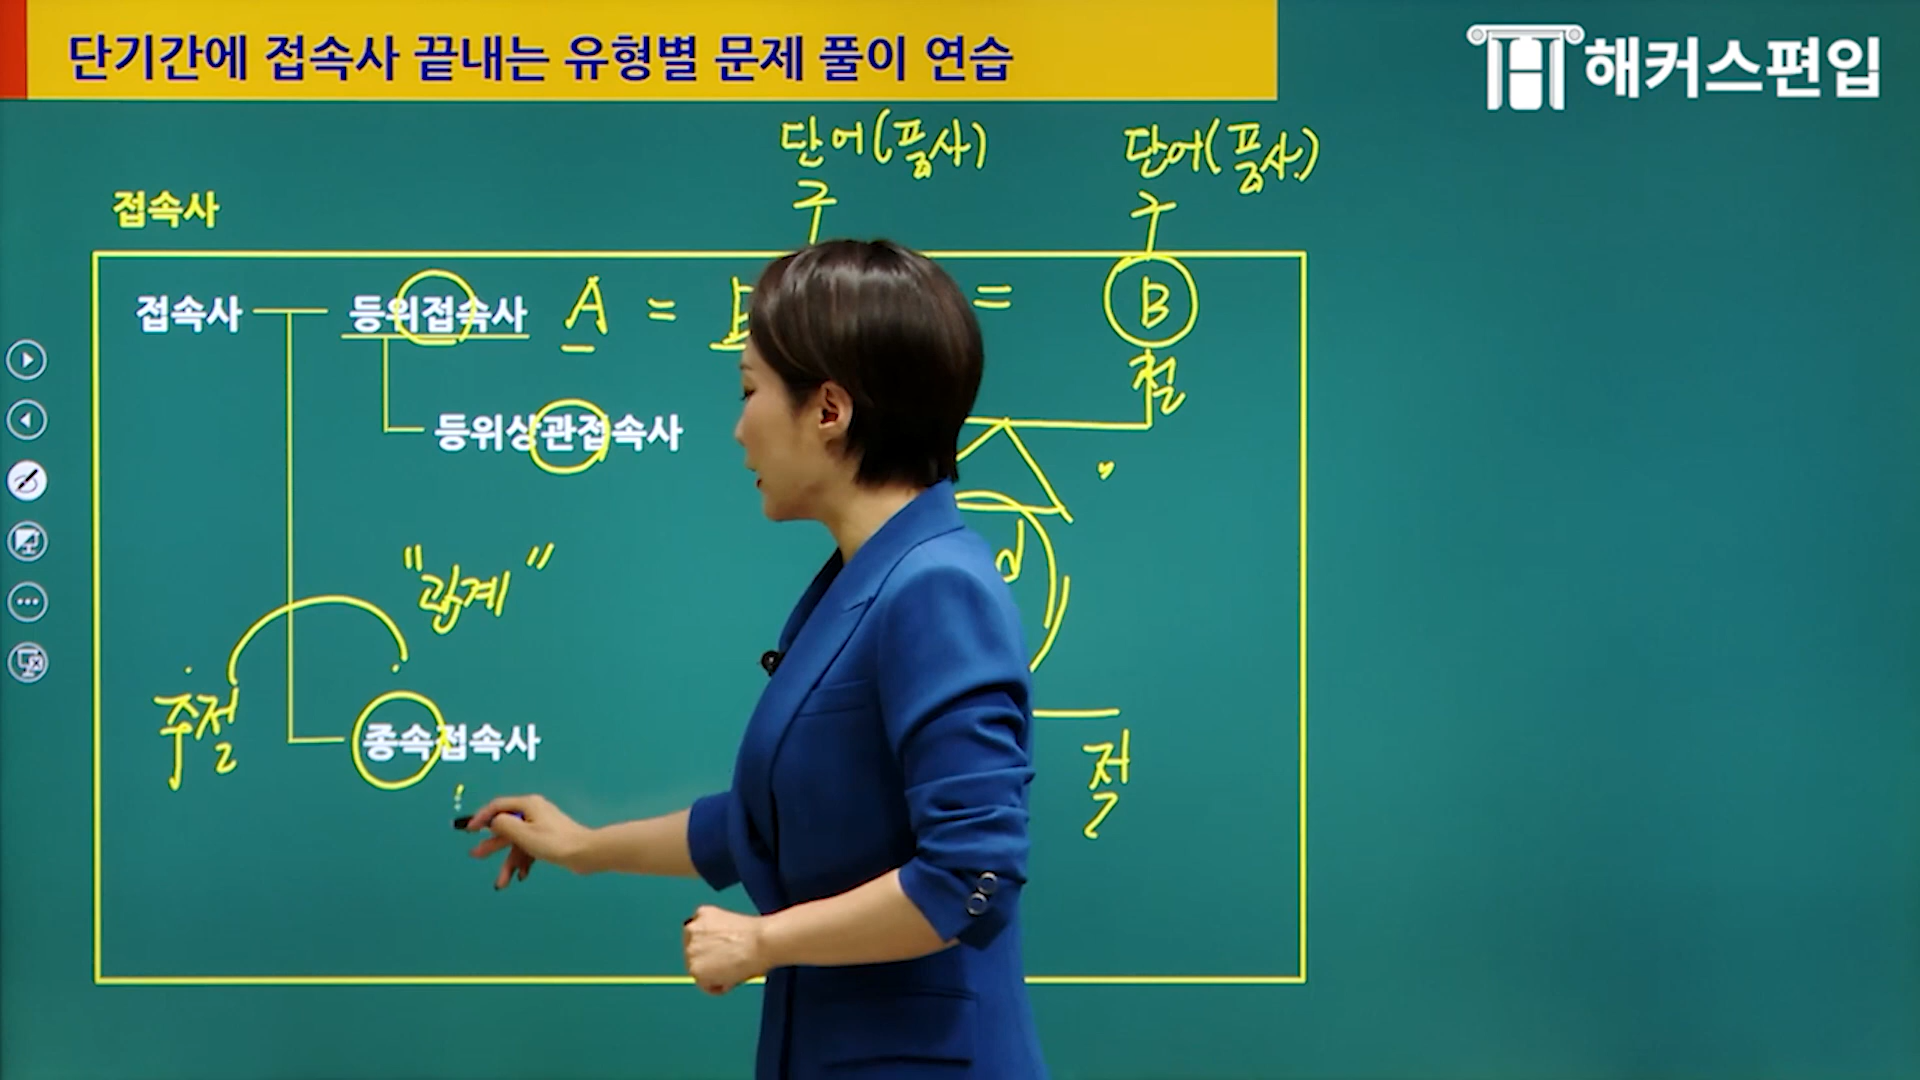 단기간에 접속사 끝내는 유형별 문제 풀이 연습
해커스편입
단어(품사)
단어(품사)
구
구
접속사
접속사
등위접속사 A = =
B
절
등위상관접속사
"관계"
주절
종속접속사
절